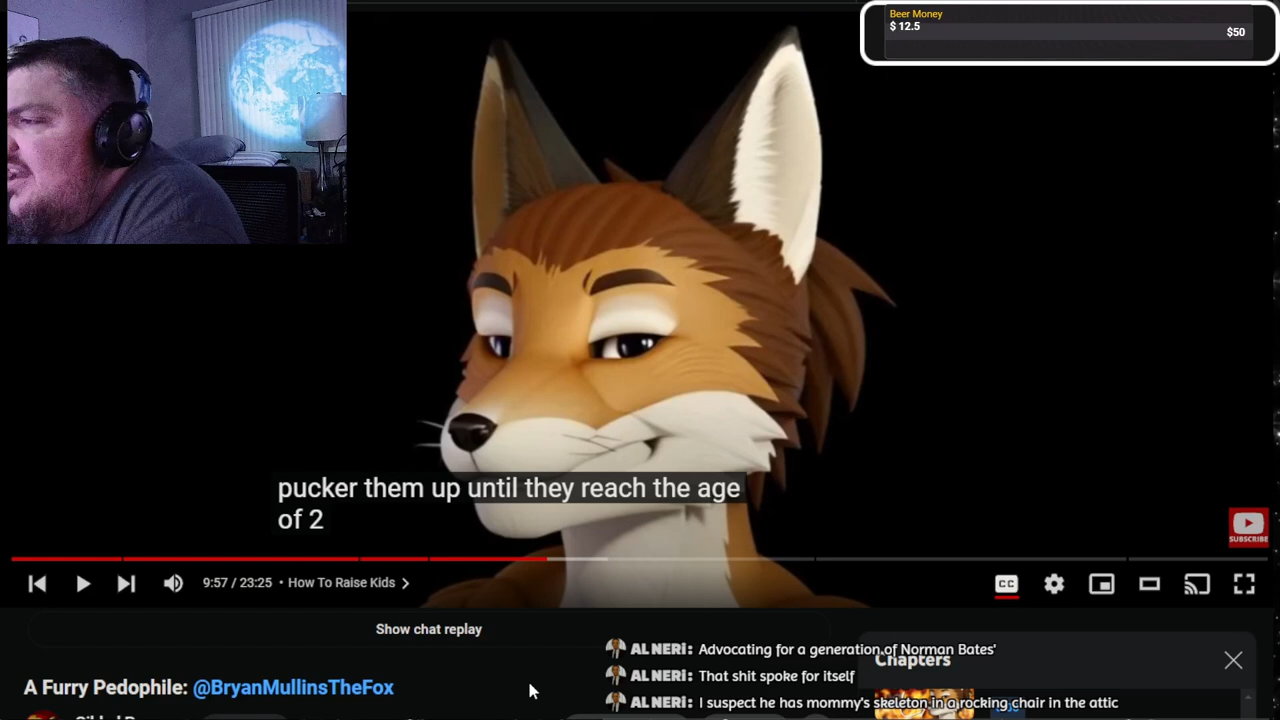 Beer Money
$ 12.5
$50
pucker them up until they reach the age
of 2
SUBSCRIBE
9:57 / 23:25 • How To Raise Kids >
CC
Show chat replay
AL NERI: Advocating for a generation of Norman Bates'
Chapters
AL NERI: That shit spoke for itself
A Furry Pedophile: @BryanMullinsTheFox
AL NERI: I suspect he has mommy's skeleton in a rocking chair in the attic